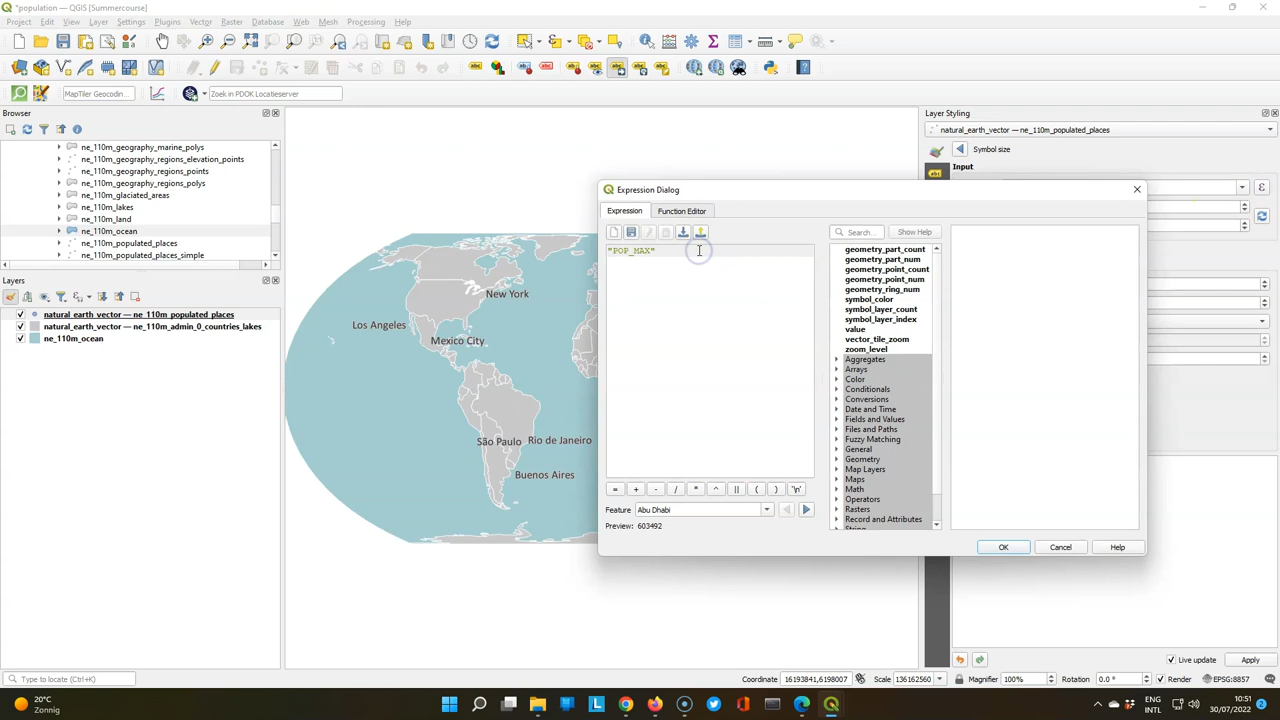 *population — QGIS [Summercourse]
Project Edit View Layer Settings Plugins Vector Raster Database Web Mesh Processing Help
MapTiler Geocodin...
Zoek in PDOK Locatieserver
Browser
ne_110m_geography_marine_polys
ne_110m_geography_regions_elevation_points
ne_110m_geography_regions_points
ne_110m_geography_regions_polys
ne_110m_glaciated_areas
ne_110m_lakes
ne_110m_land
ne_110m_ocean
ne_110m_populated_places
ne_110m_populated_places_simple
Layers
natural_earth_vector — ne_110m_populated_places
natural_earth_vector — ne_110m_admin_0_countries_lakes
ne_110m_ocean
New York
Los Angeles
Mexico City
São Paulo
Rio de Janeiro
Buenos Aires
Layer Styling
natural_earth_vector — ne_110m_populated_places
Symbol size
Input
Expression Dialog
Expression
Function Editor
Search...
Show Help
"POP_MAX"
geometry_part_count
geometry_part_num
geometry_point_count
geometry_point_num
geometry_ring_num
symbol_color
symbol_layer_count
symbol_layer_index
value
vector_tile_zoom
zoom_level
Aggregates
Arrays
Color
Conditionals
Conversions
Date and Time
Fields and Values
Files and Paths
Fuzzy Matching
General
Geometry
Map Layers
Maps
Math
Operators
Rasters
Record and Attributes
String
= + - / * ^ || ( ) '\n'
Feature Abu Dhabi
Preview: 603492
OK
Cancel
Help
Live update
Apply
Type to locate (Ctrl+K)
Coordinate 16193841,6198007
Scale 136162560
Magnifier 100%
Rotation 0.0 °
Render
EPSG:8857
20°C
Zonnig
ENG
INTL
10:51
30/07/2022